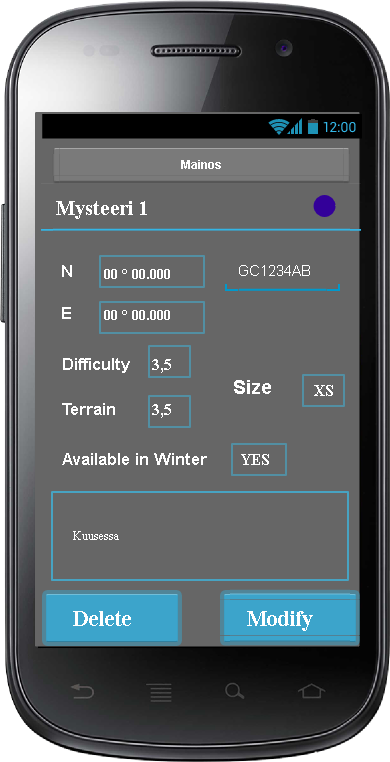 12:00
Mainos
Mysteeri 1
N 00 ° 00.000 GC1234AB
E 00 ° 00.000
Difficulty 3,5
Size XS
Terrain 3,5
Available in Winter YES
Kuusessa
Delete Modify